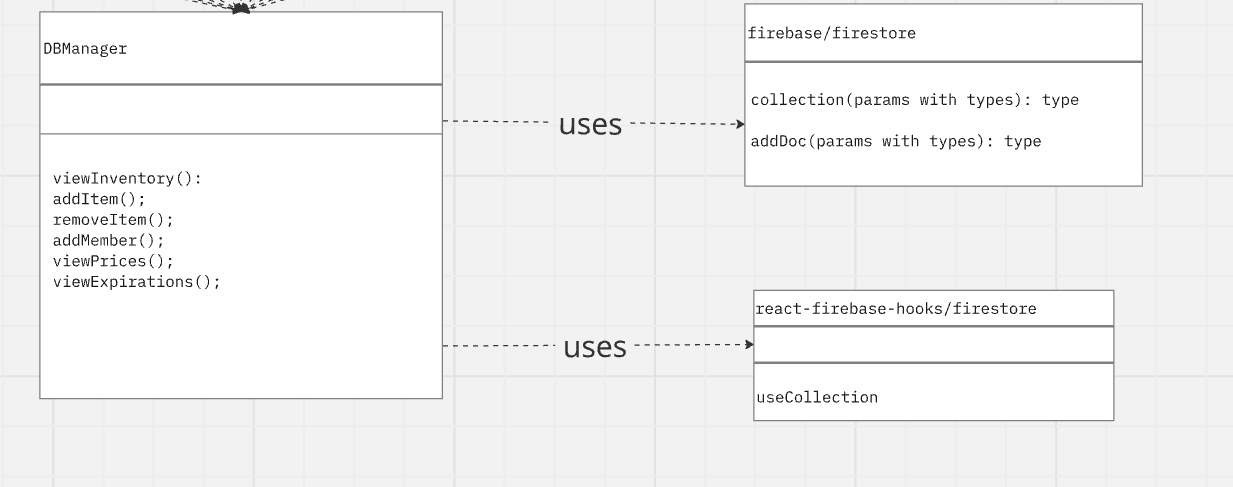 DBManager
viewInventory():
addItem();
removeItem();
addMember();
viewPrices();
viewExpirations();
uses
uses
firebase/firestore
collection(params with types): type
addDoc(params with types): type
react-firebase-hooks/firestore
useCollection